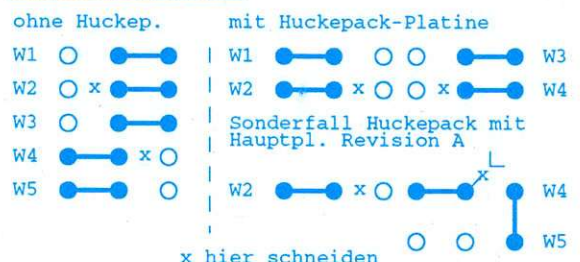 ohne Huckep.
W1
W2 x
W3
W4 x
W5
mit Huckepack-Platine
W1 W3
W2 x x W4
Sonderfall Huckepack mit
Hauptpl. Revision A
x
W2 x W4
W5
x hier schneiden